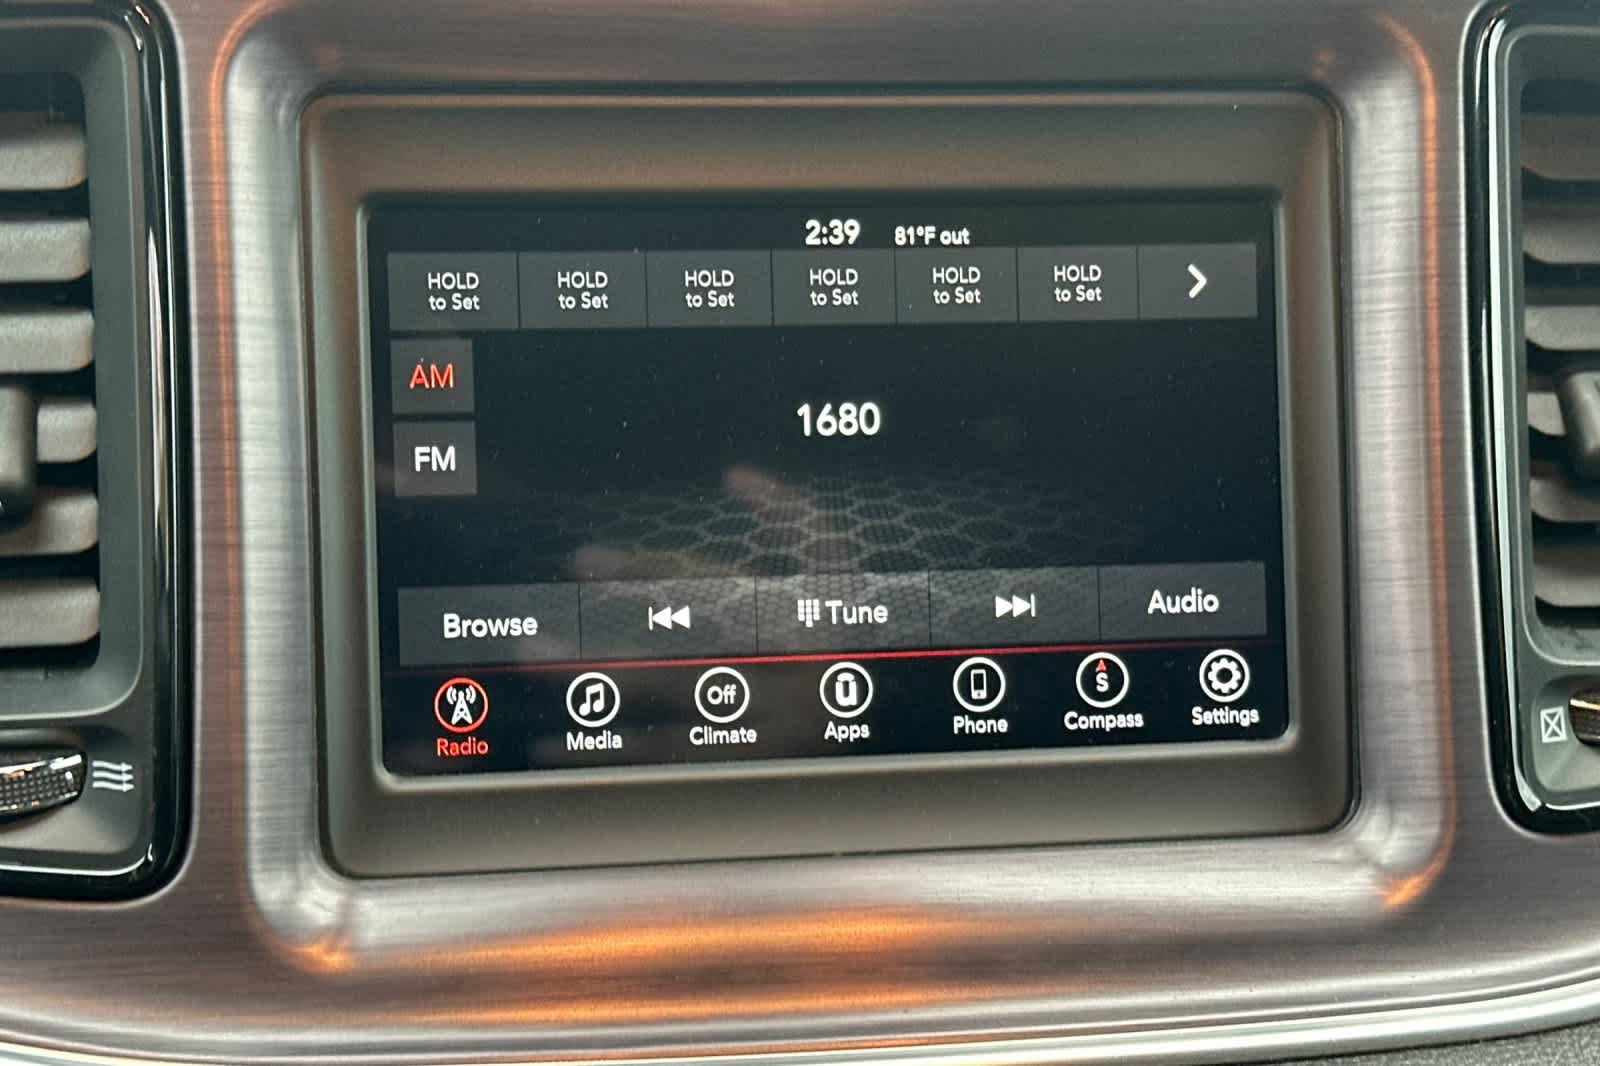 2:39 81°F out
HOLD HOLD HOLD HOLD HOLD HOLD
to Set to Set to Set to Set to Set to Set
AM
1680
FM
Browse Tune Audio
Off S
Radio Media Climate Apps Phone Compass Settings